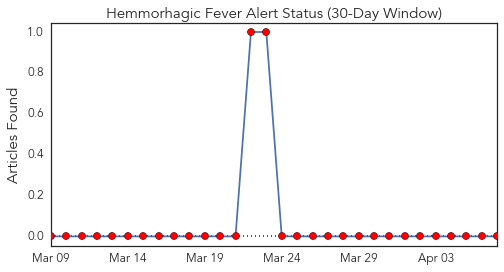 Hemmorhagic Fever Alert Status (30-Day Window)
Articles Found
1.0
0.8
0.6
0.4
0.2
0.0
Mar 09 Mar 14 Mar 19 Mar 24 Mar 29 Apr 03